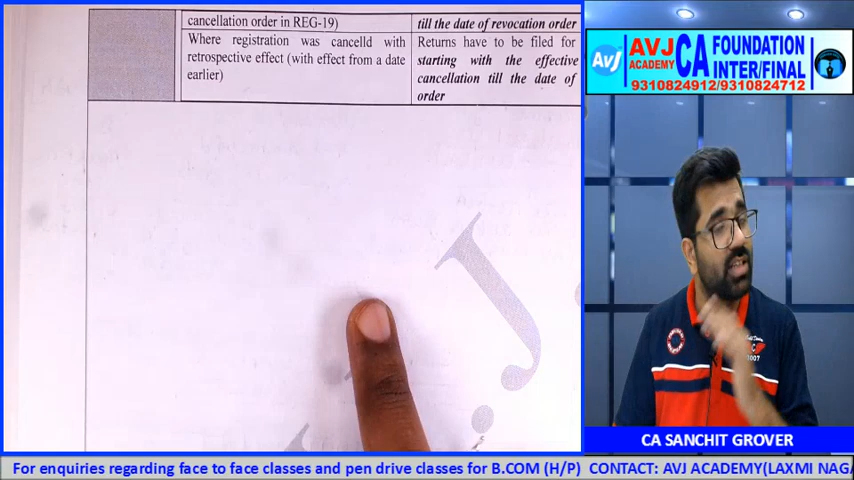 cancellation order in REG-19)
till the date of revocation order
Where registration was cancelld with
retrospective effect (with effect from a date
earlier)
Returns have to be filed for
starting with the effective
cancellation till the date of
order
AVJ
AVJ
ACADEMY
CA
FOUNDATION
INTER/FINAL
9310824912/9310824712
2007
CA SANCHIT GROVER
For enquiries regarding face to face classes and pen drive classes for B.COM (H/P) CONTACT: AVJ ACADEMY(LAXMI NAGA